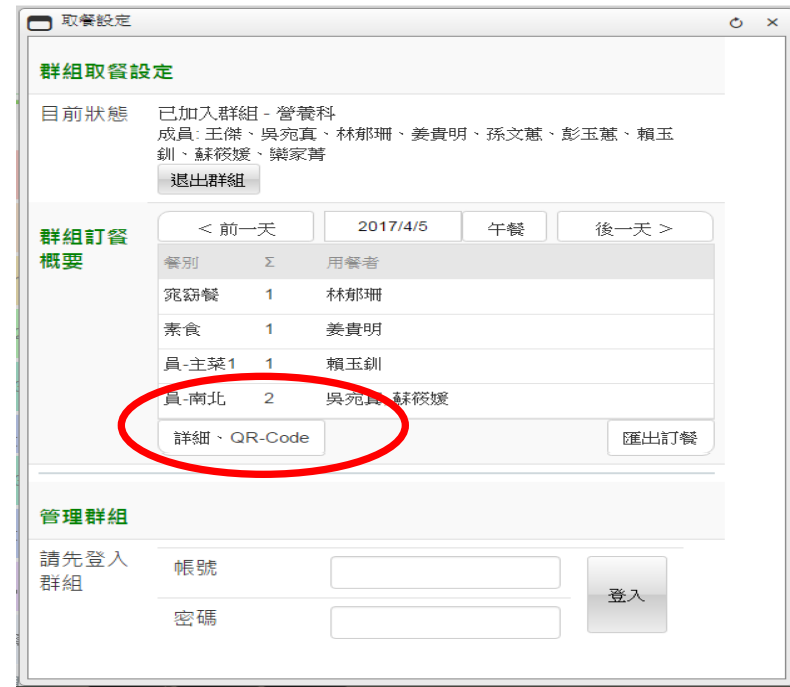 取餐設定
群組取餐設定
目前狀態
已加入群組 - 營養科
成員: 王傑、吳宛真、林郁珊、姜貴明、孫文蕙、彭玉蕙、賴玉
釧、蘇筱媛、欒家菁
退出群組
群組訂餐
概要
< 前一天 2017/4/5 午餐 後一天 >
餐別 Σ 用餐者
窕窈餐 1 林郁珊
素食 1 姜貴明
員-主菜1 1 賴玉釧
員-南北 2 吳宛真, 蘇筱媛
詳細、QR-Code 匯出訂餐
管理群組
請先登入
群組
帳號
密碼
登入